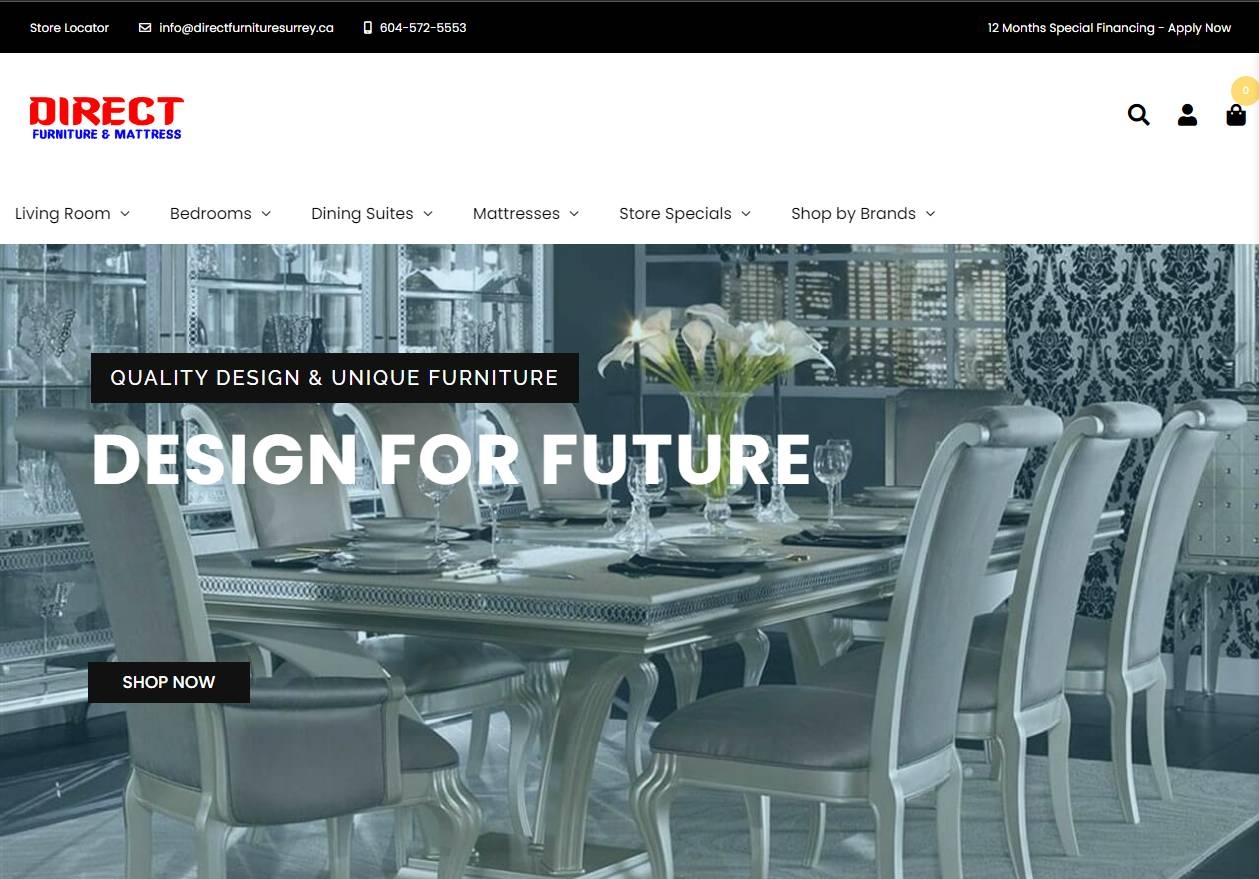 Store Locator
info@directfurnituresurrey.ca
604-572-5553
12 Months Special Financing - Apply Now
DIRECT
FURNITURE & MATTRESS
0
Living Room
Bedrooms
Dining Suites
Mattresses
Store Specials
Shop by Brands
QUALITY DESIGN & UNIQUE FURNITURE
DESIGN FOR FUTURE
SHOP NOW